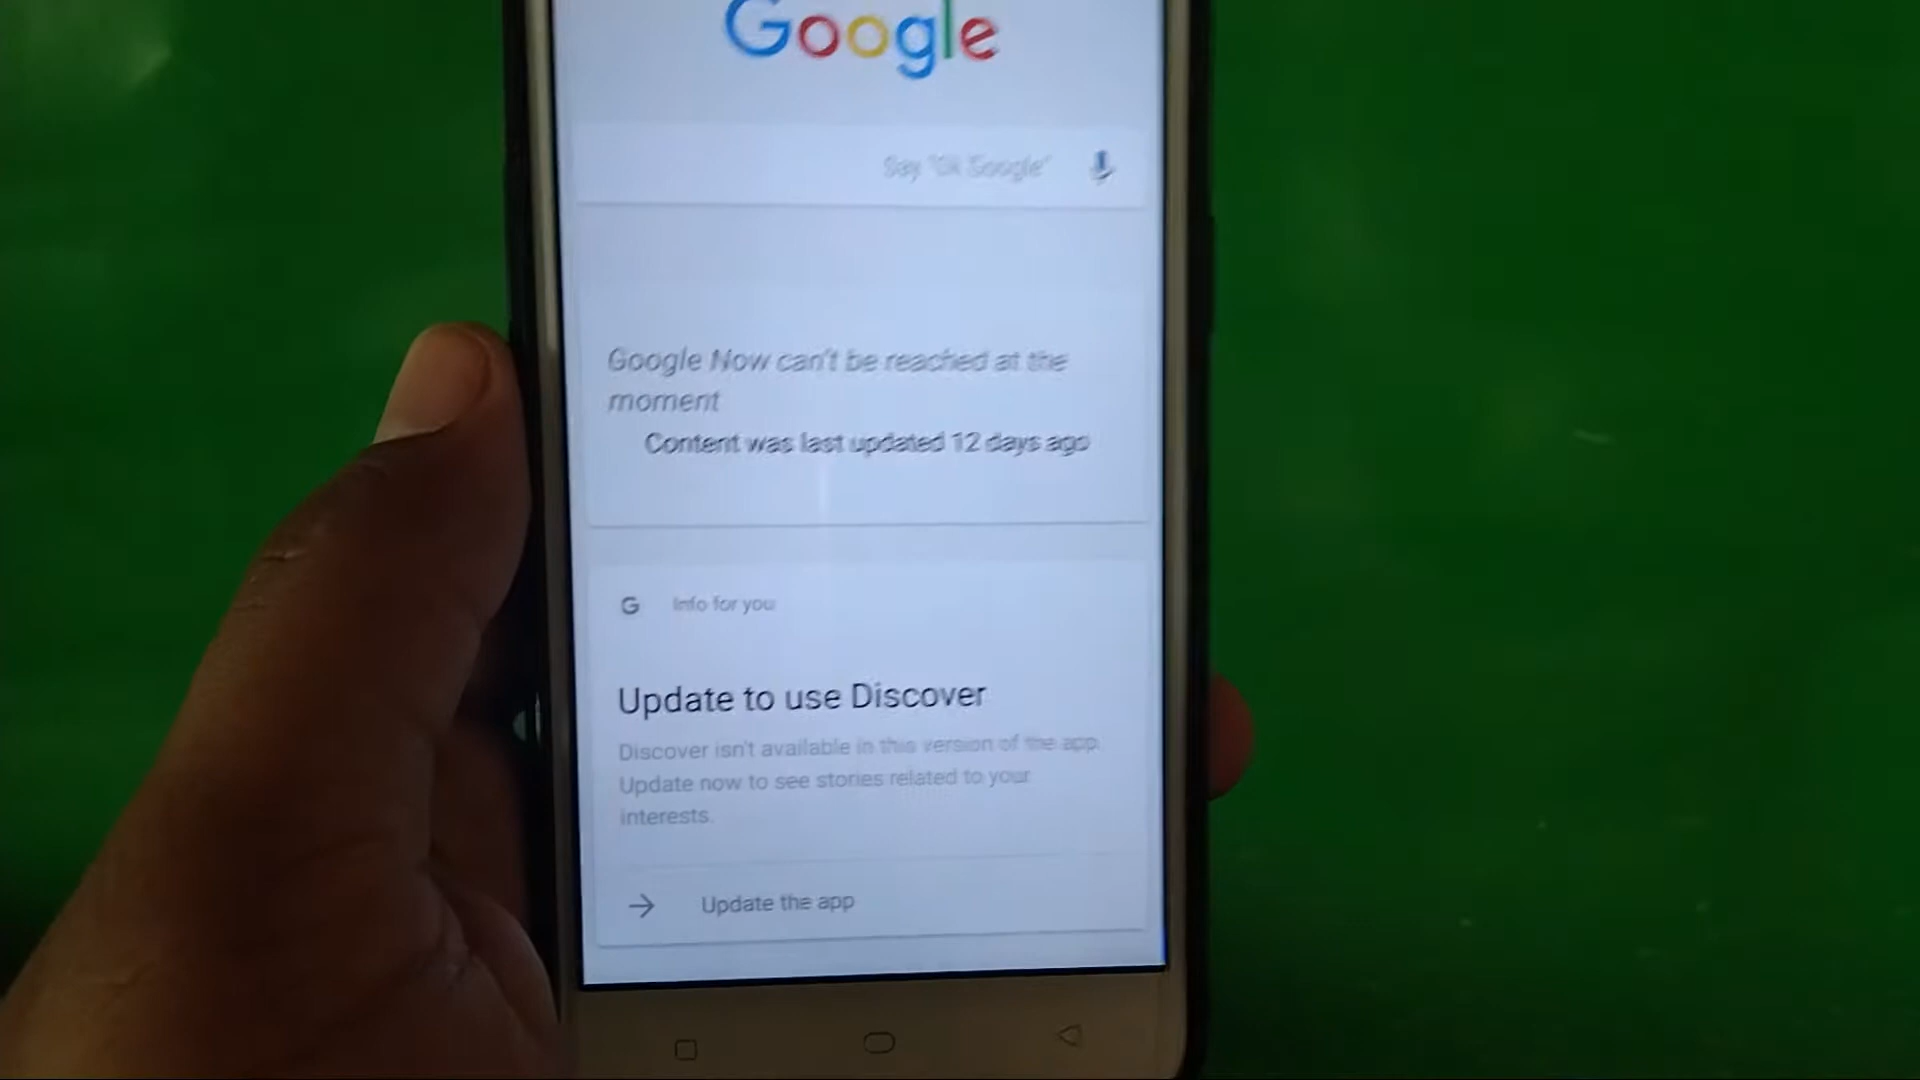 Google
Say "Ok Google"
Google Now can't be reached at the
moment
Content was last updated 12 days ago
G Info for you
Update to use Discover
Discover isn't available in this version of the app.
Update now to see stories related to your
interests.
Update the app